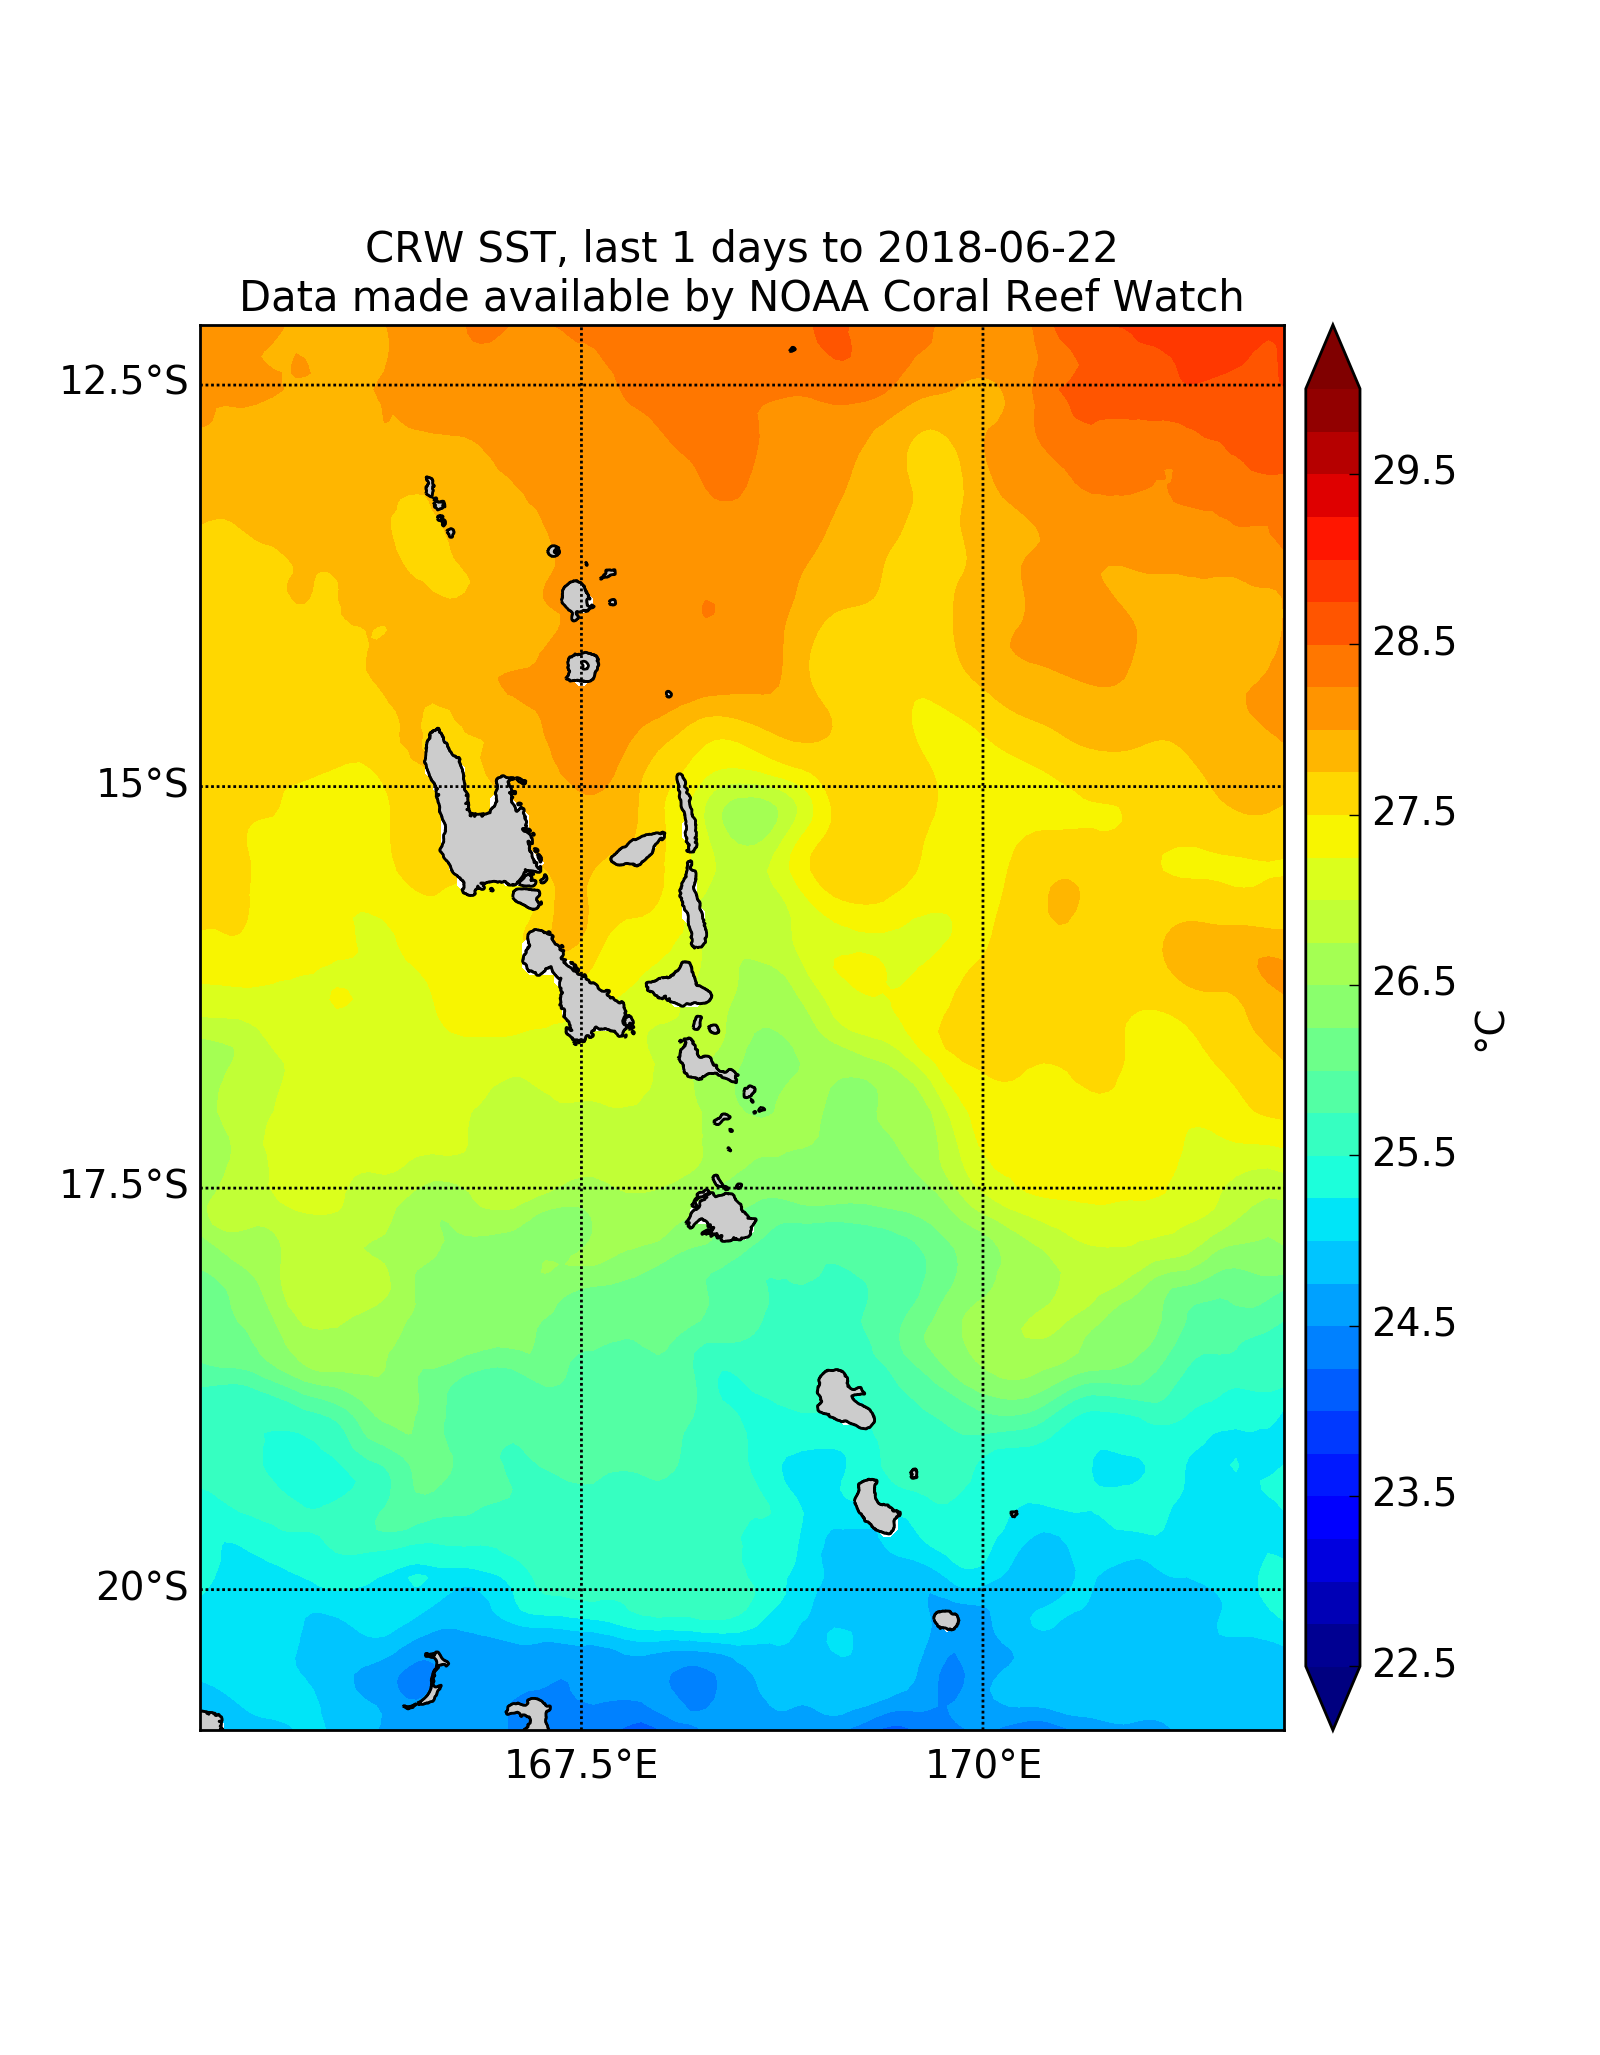 CRW SST, last 1 days to 2018-06-22
Data made available by NOAA Coral Reef Watch
12.5°S
15°S
17.5°S
20°S
167.5°E
170°E
29.5
28.5
27.5
26.5
25.5
24.5
23.5
22.5
°C